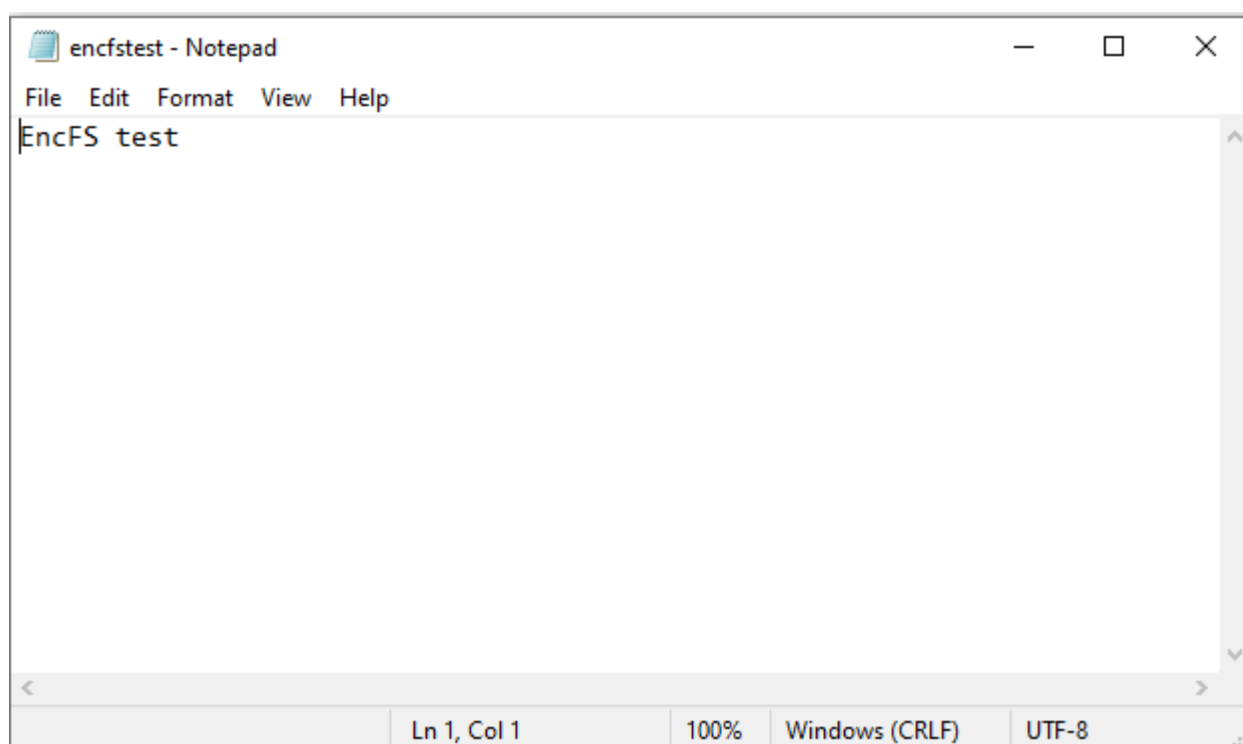 encfstest - Notepad
File Edit Format View Help
EncFS test
Ln 1, Col 1 100% Windows (CRLF) UTF-8